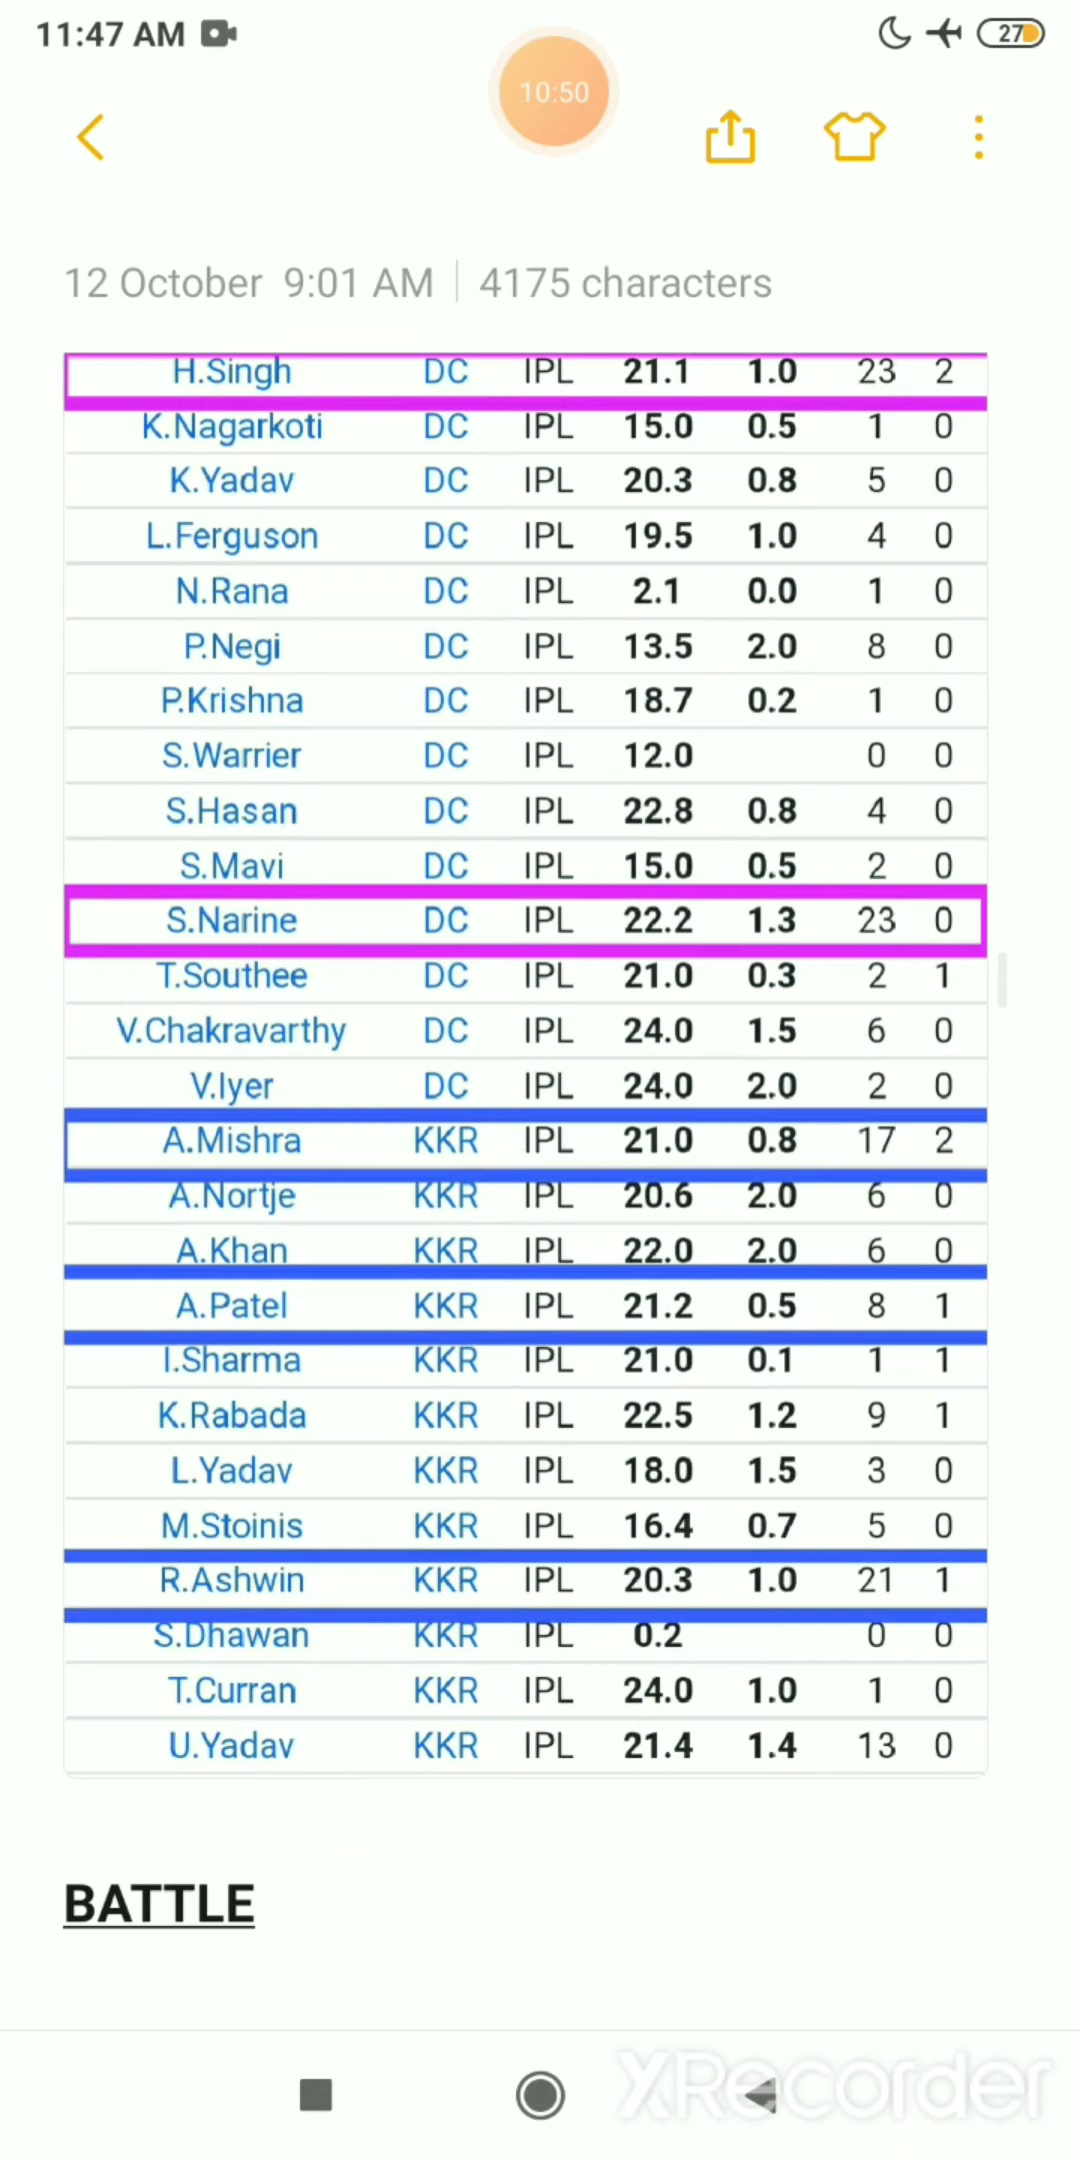 11:47 AM
27
10:50
12 October 9:01 AM | 4175 characters
H.Singh DC IPL 21.1 1.0 23 2
K.Nagarkoti DC IPL 15.0 0.5 1 0
K.Yadav DC IPL 20.3 0.8 5 0
L.Ferguson DC IPL 19.5 1.0 4 0
N.Rana DC IPL 2.1 0.0 1 0
P.Negi DC IPL 13.5 2.0 8 0
P.Krishna DC IPL 18.7 0.2 1 0
S.Warrier DC IPL 12.0 0 0
S.Hasan DC IPL 22.8 0.8 4 0
S.Mavi DC IPL 15.0 0.5 2 0
S.Narine DC IPL 22.2 1.3 23 0
T.Southee DC IPL 21.0 0.3 2 1
V.Chakravarthy DC IPL 24.0 1.5 6 0
V.Iyer DC IPL 24.0 2.0 2 0
A.Mishra KKR IPL 21.0 0.8 17 2
A.Nortje KKR IPL 20.6 2.0 6 0
A.Khan KKR IPL 22.0 2.0 6 0
A.Patel KKR IPL 21.2 0.5 8 1
I.Sharma KKR IPL 21.0 0.1 1 1
K.Rabada KKR IPL 22.5 1.2 9 1
L.Yadav KKR IPL 18.0 1.5 3 0
M.Stoinis KKR IPL 16.4 0.7 5 0
R.Ashwin KKR IPL 20.3 1.0 21 1
S.Dhawan KKR IPL 0.2 0 0
T.Curran KKR IPL 24.0 1.0 1 0
U.Yadav KKR IPL 21.4 1.4 13 0
BATTLE
XRecorder